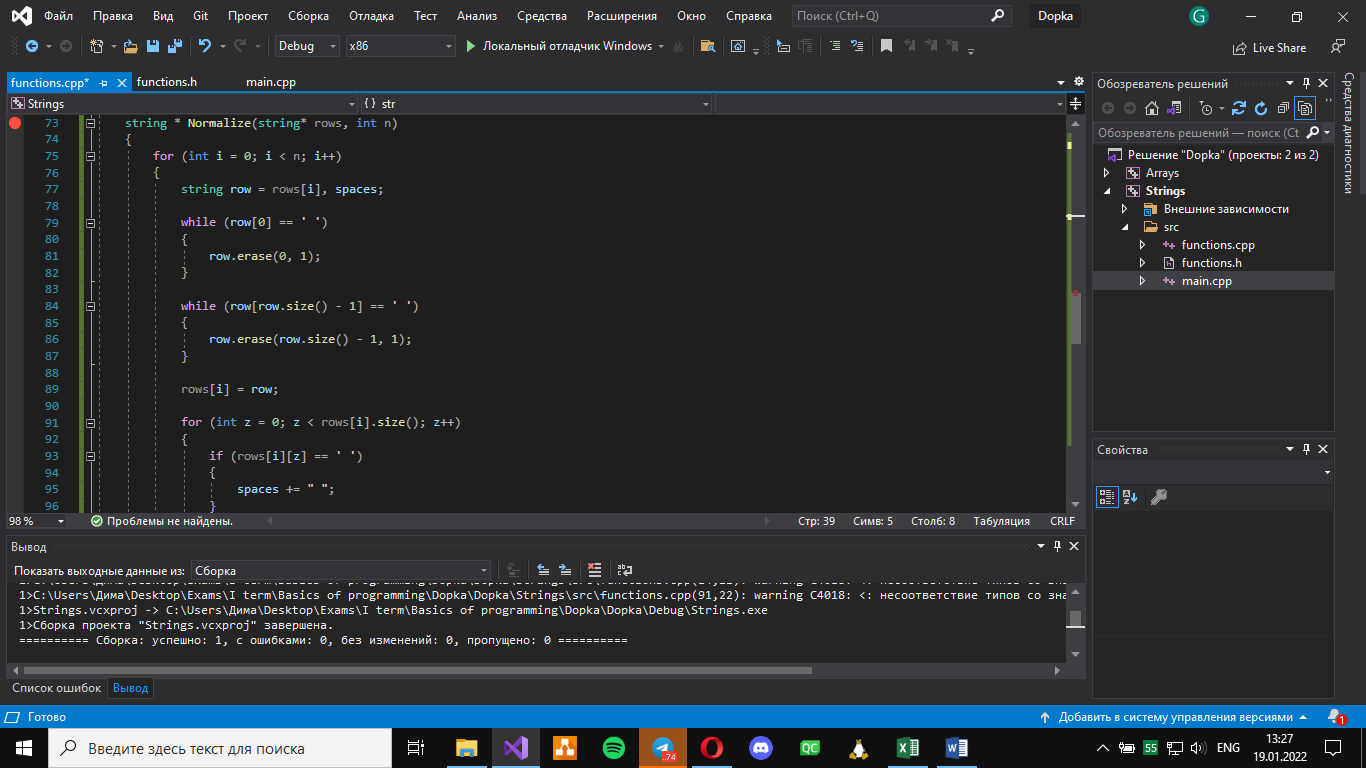 Файл Правка Вид Git Проект Сборка Отладка Тест Анализ Средства Расширения Окно Справка Поиск (Ctrl+Q) Dopka G
Debug x86 Локальный отладчик Windows Live Share
functions.cpp* functions.h main.cpp
Strings {} str
73 string * Normalize(string* rows, int n)
74 {
75 for (int i = 0; i < n; i++)
76 {
77 string row = rows[i], spaces;
78
79 while (row[0] == ' ')
80 {
81 row.erase(0, 1);
82 }
83
84 while (row[row.size() - 1] == ' ')
85 {
86 row.erase(row.size() - 1, 1);
87 }
88
89 rows[i] = row;
90
91 for (int z = 0; z < rows[i].size(); z++)
92 {
93 if (rows[i][z] == ' ')
94 {
95 spaces += " ";
96 }
98 % Проблемы не найдены. Стр: 39 Симв: 5 Столб: 8 Табуляция CRLF
Обозреватель решений
Обозреватель решений — поиск (Ct
Решение "Dopka" (проекты: 2 из 2)
Arrays
Strings
Внешние зависимости
src
functions.cpp
functions.h
main.cpp
Средства диагностики
Свойства
Вывод
Показать выходные данные из: Сборка
1>C:\Users\Дима\Desktop\Exams\I term\Basics of programming\Dopka\Dopka\Strings\src\functions.cpp(91,22): warning C4018: <: несоответствие типов со зна
1>Strings.vcxproj -> C:\Users\Дима\Desktop\Exams\I term\Basics of programming\Dopka\Dopka\Debug\Strings.exe
1>Сборка проекта "Strings.vcxproj" завершена.
========== Сборка: успешно: 1, с ошибками: 0, без изменений: 0, пропущено: 0 ==========
Список ошибок Вывод
Готово Добавить в систему управления версиями 1
Введите здесь текст для поиска 74 QC 55 ENG 13:27
19.01.2022